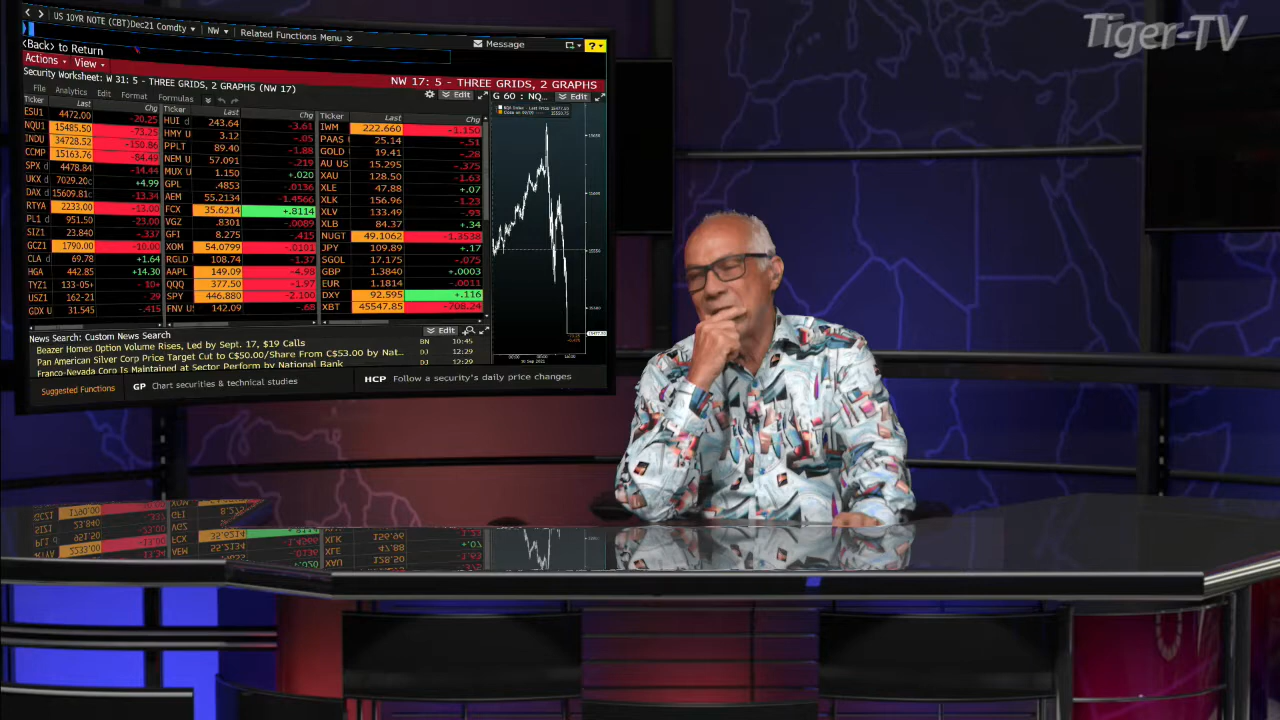 Tiger-TV
US 10YR NOTE (CBT)Dec21 Comdty NW Related Functions Menu
Message ?
<Back> to Return
Actions View
Security Worksheet: W 31: 5 - THREE GRIDS, 2 GRAPHS (NW 17) NW 17: 5 - THREE GRIDS, 2 GRAPHS
File Analytics Edit Format Formulas Edit G 60 : NQ... Edit
Ticker Last Chg Ticker Last Chg Ticker Last Chg
ESU1 4472.00 -20.25 HUI d 243.64 -3.61 IWM 222.660 -1.150
NQU1 15485.50 -73.25 HMY U 3.12 -.05 PAAS 25.14 -.51
INDU 34728.52 -150.86 PPLT 89.40 -1.88 GOLD 19.41 -.28
CCMP 15163.76 -84.49 NEM U 57.091 -.219 AU US 15.295 -.375
SPX d 4478.84 -14.44 MUX U 1.150 +.020 XAU 128.50 -1.63
UKX d 7029.20 +4.99 GPL .4853 -.0136 XLE 47.88 +.07
DAX d 15609.81 -13.34 AEM 55.2134 -1.4566 XLK 156.96 -1.23
RTYA 2233.00 -13.00 FCX 35.6214 +.8114 XLV 133.49 -.93
PL1 d 951.50 -23.00 VGZ .8301 -.0089 XLB 84.37 +.34
SIZ1 23.840 -.337 GFI 8.275 -.415 NUGT 49.1062 -1.3538
GCZ1 1790.00 -10.00 XOM 54.0799 -.0101 JPY 109.89 +.17
CLA d 69.78 +1.64 RGLD 108.74 -1.37 SGOL 17.175 -.075
HGA 442.85 +14.30 AAPL 149.09 -4.98 GBP 1.3840 +.0003
TYZ1 133-05+ - 10+ QQQ 377.50 -1.97 EUR 1.1814 -.0011
USZ1 162-21 - 29 SPY 446.880 -2.100 DXY 92.595 +.116
GDX U 31.545 -.415 FNV U 142.09 -.68 XBT 45547.85 -708.24
News Search: Custom News Search Edit
Beazer Homes Option Volume Rises, Led by Sept. 17, $19 Calls BN 10:45
Pan American Silver Corp Price Target Cut to C$50.00/Share From C$53.00 by Nat... DJ 12:29
Franco-Nevada Corp Is Maintained at Sector Perform by National Bank DJ 12:29
Suggested Functions GP Chart securities & technical studies HCP Follow a security's daily price changes